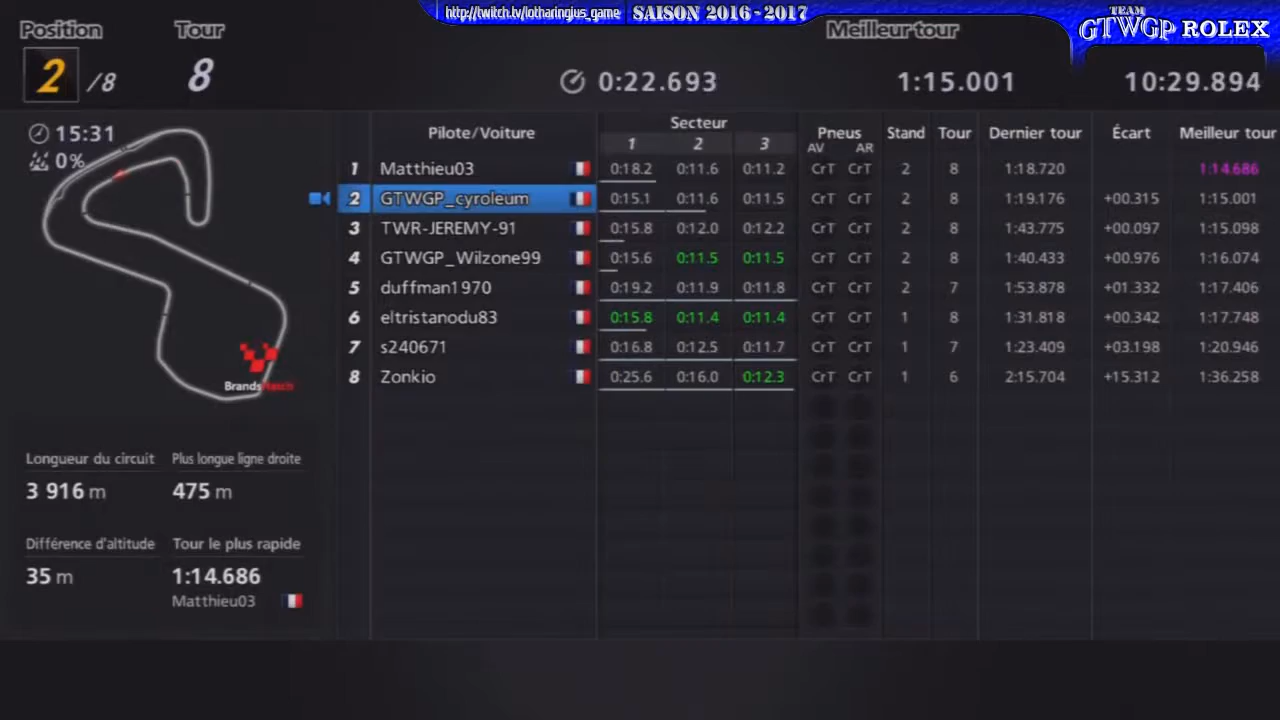 http://twitch.tv/lotharingius_game SAISON 2016 - 2017
TEAM
GTWGP ROLEX
Position Tour Meilleur tour
2 /8 8 0:22.693 1:15.001 10:29.894
15:31
0%
Brands Hatch
Pilote/Voiture Secteur Pneus Stand Tour Dernier tour Écart Meilleur tour
1 2 3 AV AR
1 Matthieu03 0:18.2 0:11.6 0:11.2 CrT CrT 2 8 1:18.720 1:14.686
2 GTWGP_cyroleum 0:15.1 0:11.6 0:11.5 CrT CrT 2 8 1:19.176 +00.315 1:15.001
3 TWR-JEREMY-91 0:15.8 0:12.0 0:12.2 CrT CrT 2 8 1:43.775 +00.097 1:15.098
4 GTWGP_Wilzone99 0:15.6 0:11.5 0:11.5 CrT CrT 2 8 1:40.433 +00.976 1:16.074
5 duffman1970 0:19.2 0:11.9 0:11.8 CrT CrT 2 7 1:53.878 +01.332 1:17.406
6 eltristanodu83 0:15.8 0:11.4 0:11.4 CrT CrT 1 8 1:31.818 +00.342 1:17.748
7 s240671 0:16.8 0:12.5 0:11.7 CrT CrT 1 7 1:23.409 +03.198 1:20.946
8 Zonkio 0:25.6 0:16.0 0:12.3 CrT CrT 1 6 2:15.704 +15.312 1:36.258
Longueur du circuit Plus longue ligne droite
3 916 m 475 m
Différence d'altitude Tour le plus rapide
35 m 1:14.686
Matthieu03